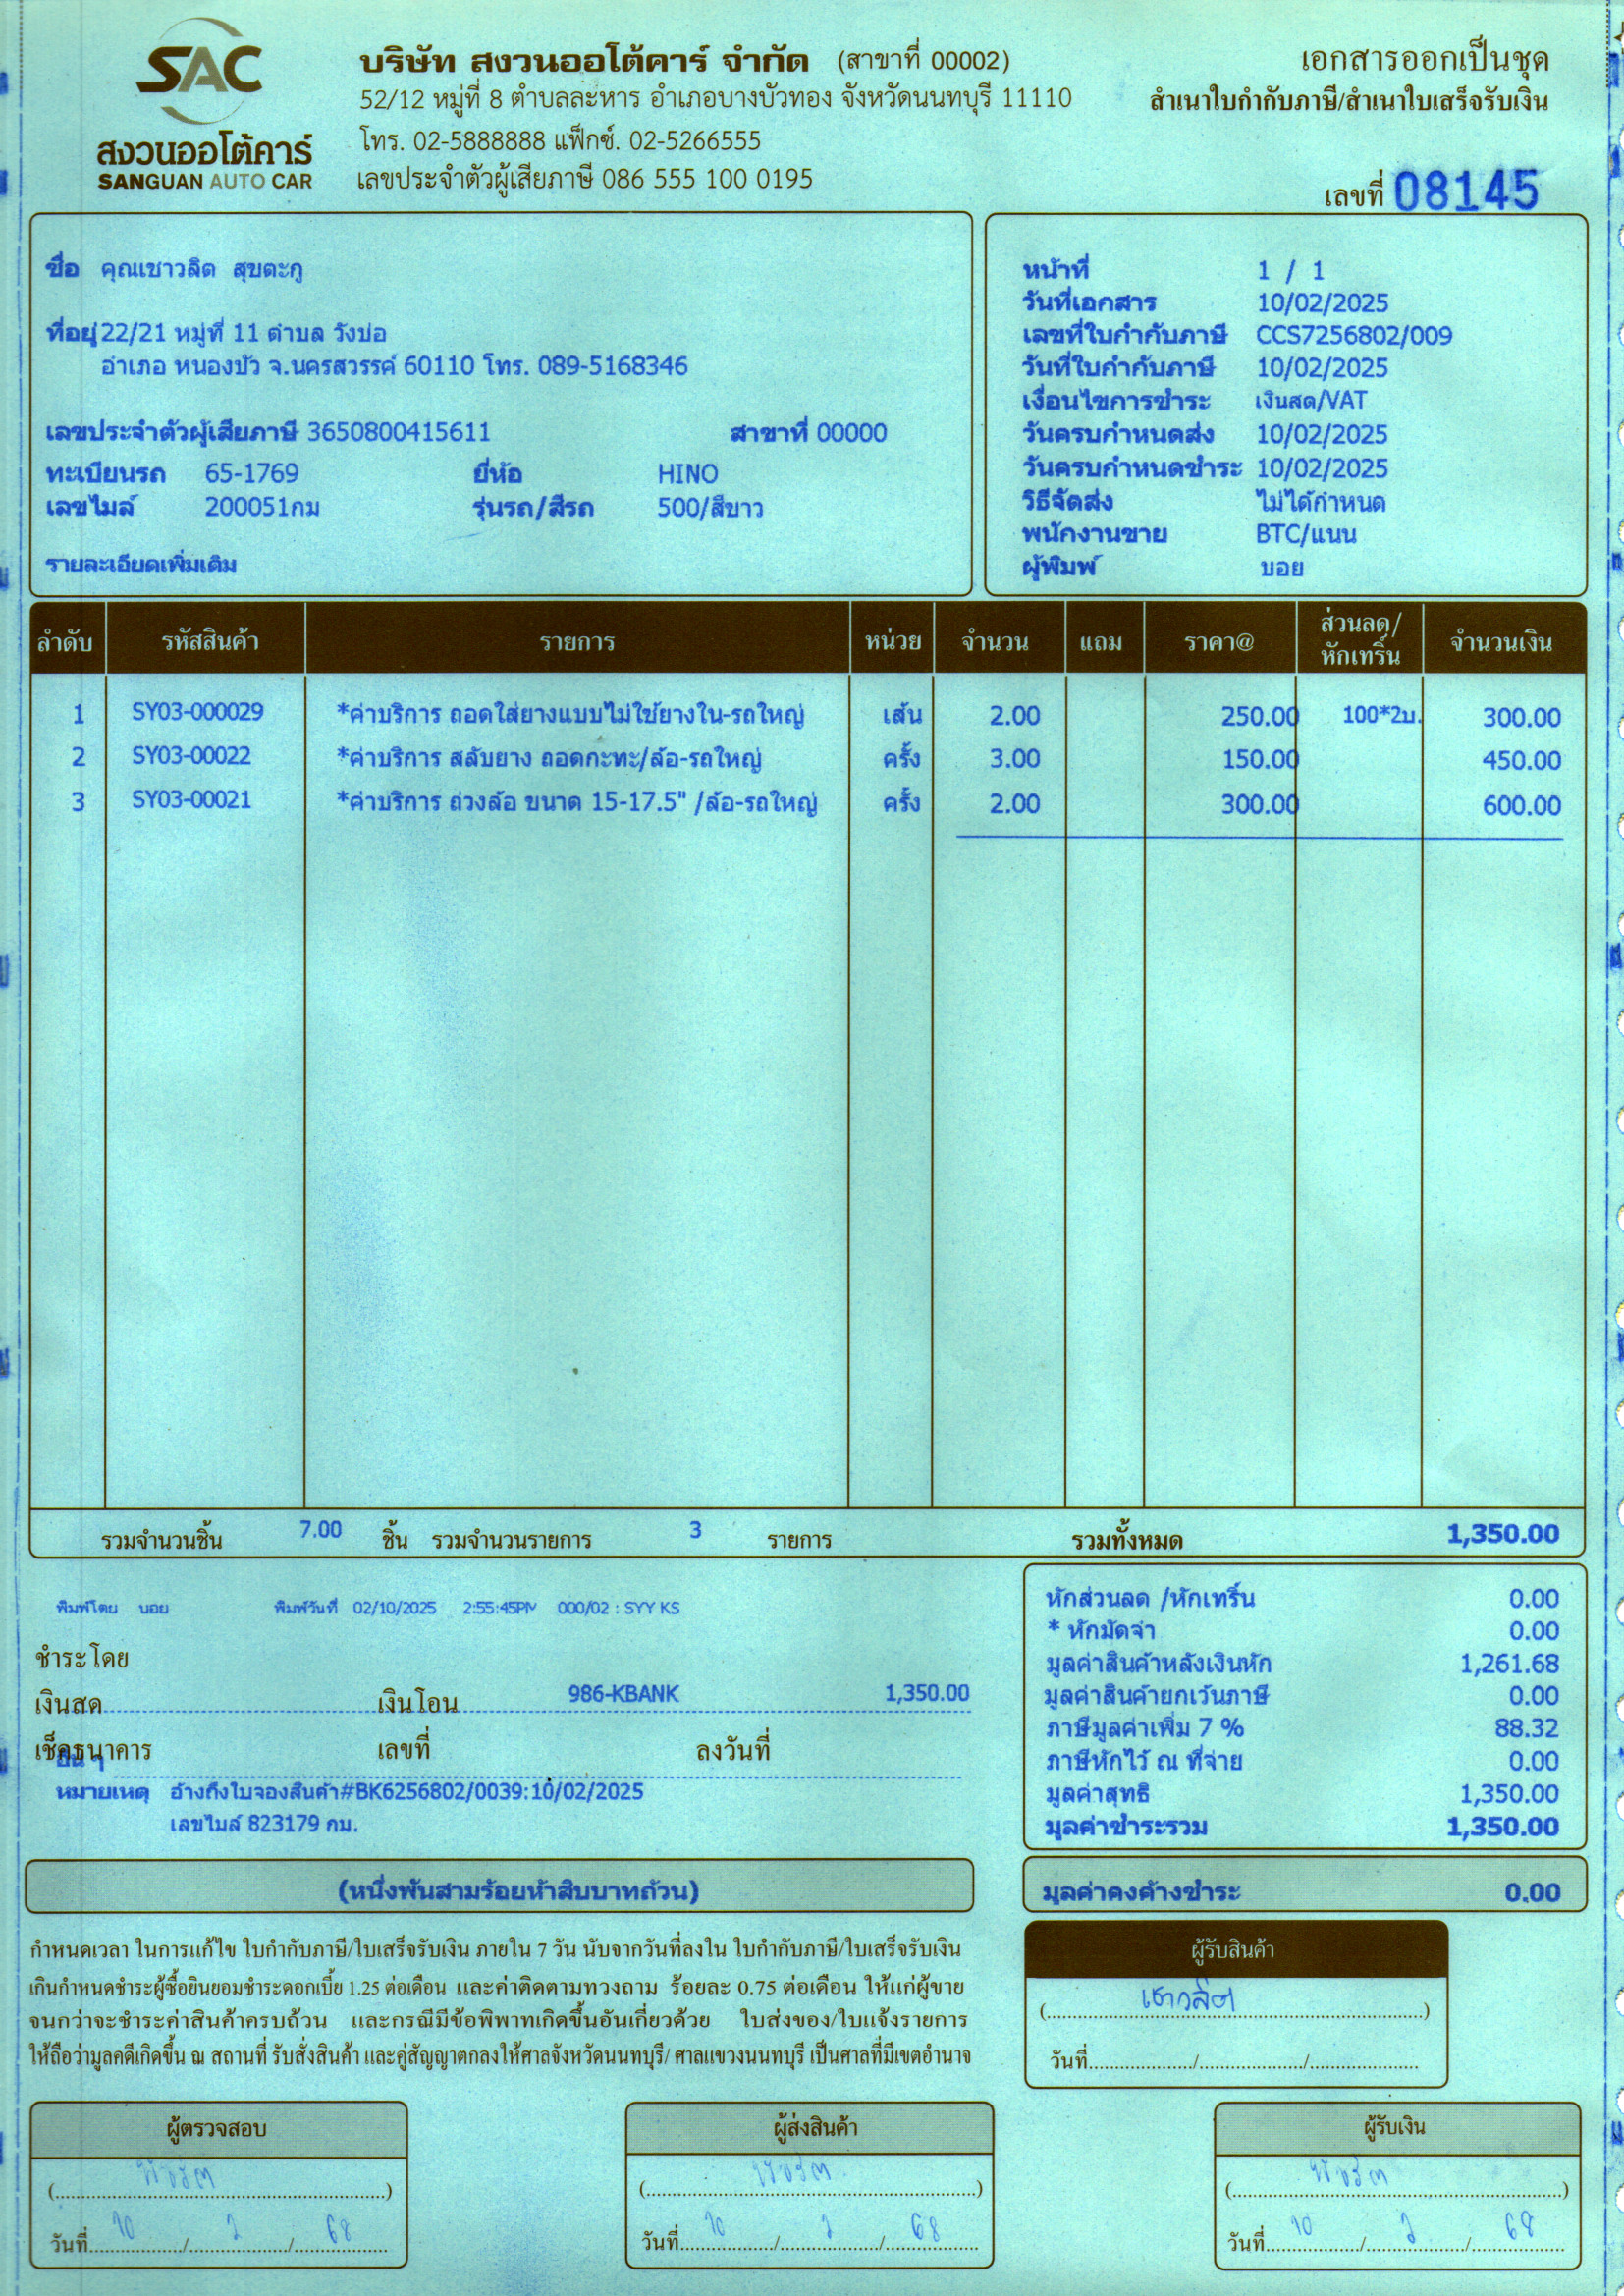 SAC
สงวนออโต้คาร์
SANGUAN AUTO CAR
บริษัท สงวนออโต้คาร์ จำกัด (สาขาที่ 00002)
52/12 หมู่ที่ 8 ตำบลละหาร อำเภอบางบัวทอง จังหวัดนนทบุรี 11110
โทร. 02-5888888 แฟ็กซ์. 02-5266555
เลขประจำตัวผู้เสียภาษี 086 555 100 0195
เอกสารออกเป็นชุด
สำเนาใบกำกับภาษี/สำเนาใบเสร็จรับเงิน
เลขที่ 08145
ชื่อ คุณเชาวลิต สุขตะกู
ที่อยู่ 22/21 หมู่ที่ 11 ตำบล วังบ่อ
อำเภอ หนองบัว จ.นครสวรรค์ 60110 โทร. 089-5168346
เลขประจำตัวผู้เสียภาษี 3650800415611 สาขาที่ 00000
ทะเบียนรถ 65-1769 ยี่ห้อ HINO
เลขไมล์ 200051กม รุ่นรถ/สีรถ 500/สีขาว
รายละเอียดเพิ่มเติม
หน้าที่ 1 / 1
วันที่เอกสาร 10/02/2025
เลขที่ใบกำกับภาษี CCS7256802/009
วันที่ใบกำกับภาษี 10/02/2025
เงื่อนไขการชำระ เงินสด/VAT
วันครบกำหนดส่ง 10/02/2025
วันครบกำหนดชำระ 10/02/2025
วิธีจัดส่ง ไม่ได้กำหนด
พนักงานขาย BTC/แนน
ผู้พิมพ์ บอย
ลำดับ รหัสสินค้า รายการ หน่วย จำนวน แถม ราคา@ ส่วนลด/หักเทริ์น จำนวนเงิน
1 SY03-000029 *ค่าบริการ ถอดใส่ยางแบบไม่ใช้ยางใน-รถใหญ่ เส้น 2.00 250.00 100*2บ. 300.00
2 SY03-00022 *ค่าบริการ สลับยาง ถอดกะทะ/ล้อ-รถใหญ่ ครั้ง 3.00 150.00 450.00
3 SY03-00021 *ค่าบริการ ถ่วงล้อ ขนาด 15-17.5" /ล้อ-รถใหญ่ ครั้ง 2.00 300.00 600.00
รวมจำนวนชิ้น 7.00 ชิ้น รวมจำนวนรายการ 3 รายการ รวมทั้งหมด 1,350.00
พิมพ์โดย บอย พิมพ์วันที่ 02/10/2025 2:55:45PM 000/02 : SYY KS
ชำระโดย
เงินสด เงินโอน 986-KBANK 1,350.00
เช็คธนาคาร เลขที่ ลงวันที่
อื่น ๆ
หมายเหตุ อ้างถึงใบจองสินค้า#BK6256802/0039:10/02/2025
เลขไมล์ 823179 กม.
หักส่วนลด /หักเทริ์น 0.00
* หักมัดจำ 0.00
มูลค่าสินค้าหลังเงินหัก 1,261.68
มูลค่าสินค้ายกเว้นภาษี 0.00
ภาษีมูลค่าเพิ่ม 7 % 88.32
ภาษีหักไว้ ณ ที่จ่าย 0.00
มูลค่าสุทธิ 1,350.00
มูลค่าชำระรวม 1,350.00
(หนึ่งพันสามร้อยห้าสิบบาทถ้วน)
มูลค่าคงค้างชำระ 0.00
กำหนดเวลา ในการแก้ไข ใบกำกับภาษี/ใบเสร็จรับเงิน ภายใน 7 วัน นับจากวันที่ลงใน ใบกำกับภาษี/ใบเสร็จรับเงิน
เกินกำหนดชำระผู้ซื้อยินยอมชำระดอกเบี้ย 1.25 ต่อเดือน และค่าติดตามทวงถาม ร้อยละ 0.75 ต่อเดือน ให้แก่ผู้ขาย
จนกว่าจะชำระค่าสินค้าครบถ้วน และกรณีมีข้อพิพาทเกิดขึ้นอันเกี่ยวด้วย ใบส่งของ/ใบแจ้งรายการ
ให้ถือว่ามูลคดีเกิดขึ้น ณ สถานที่ รับสั่งสินค้า และคู่สัญญาตกลงให้ศาลจังหวัดนนทบุรี/ ศาลแขวงนนทบุรี เป็นศาลที่มีเขตอำนาจ
ผู้รับสินค้า
(เชาวลิต)
วันที่ / /
ผู้ตรวจสอบ
วันที่ 10 / 2 / 68
ผู้ส่งสินค้า
วันที่ 10 / 2 / 68
ผู้รับเงิน
วันที่ 10 / 2 / 68